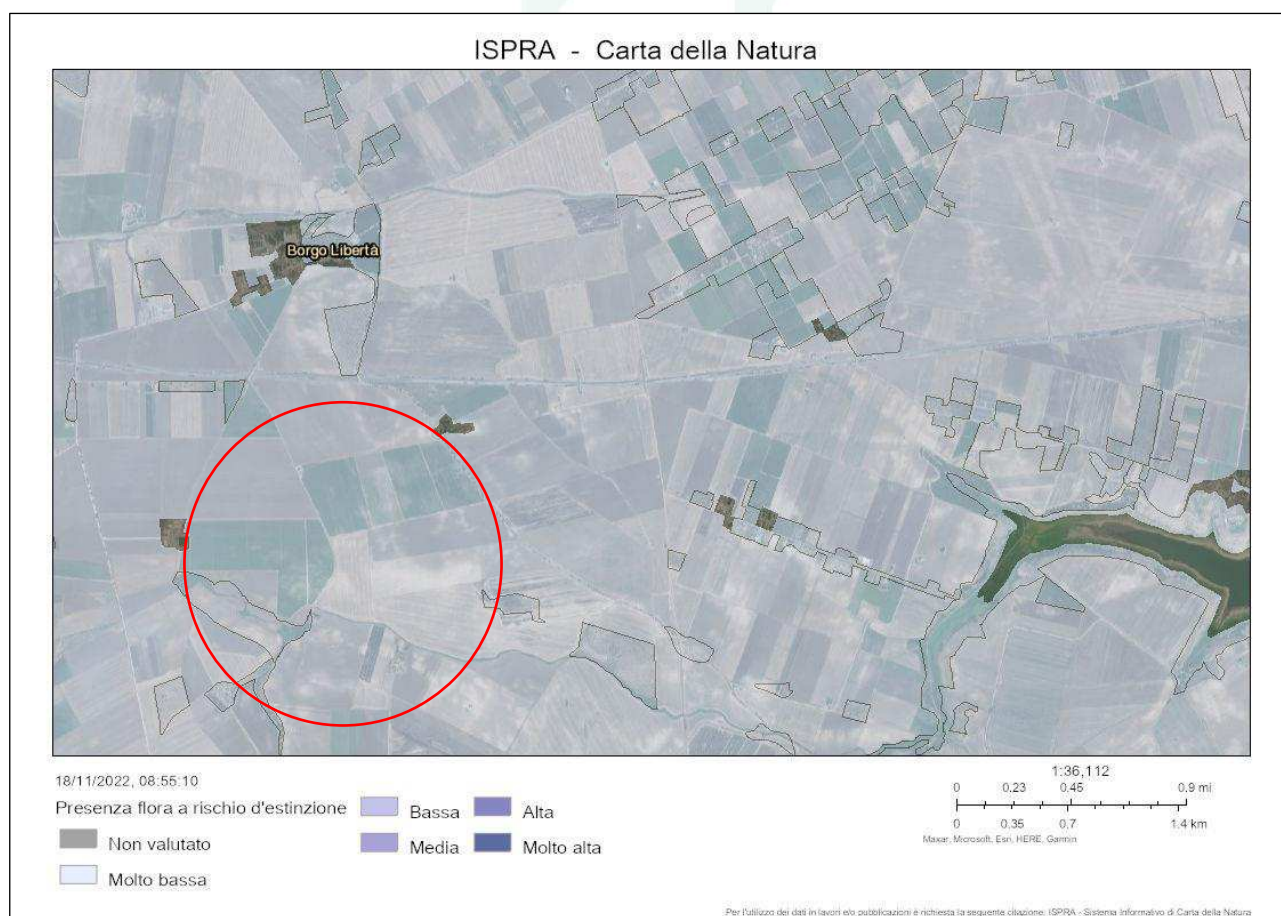 ISPRA - Carta della Natura
Borgo Libertà
18/11/2022, 08:55:10
Presenza flora a rischio d'estinzione
Non valutato
Molto bassa
Bassa
Media
Alta
Molto alta
1:36,112
0 0.23 0.45 0.9 mi
0 0.35 0.7 1.4 km
Maxar, Microsoft, Esri, HERE, Garmin
Per l'utilizzo dei dati in lavori e/o pubblicazioni è richiesta la seguente citazione: ISPRA - Sistema Informativo di Carta della Natura